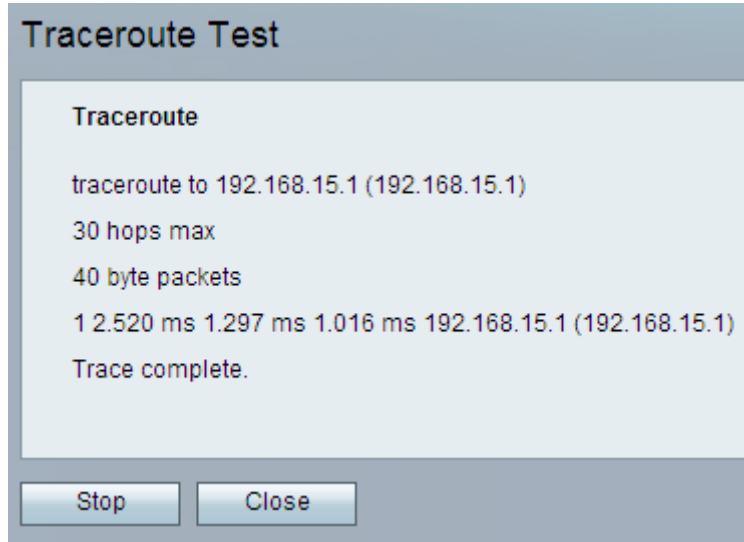 Traceroute Test
Traceroute
traceroute to 192.168.15.1 (192.168.15.1)
30 hops max
40 byte packets
1 2.520 ms 1.297 ms 1.016 ms 192.168.15.1 (192.168.15.1)
Trace complete.
Stop
Close